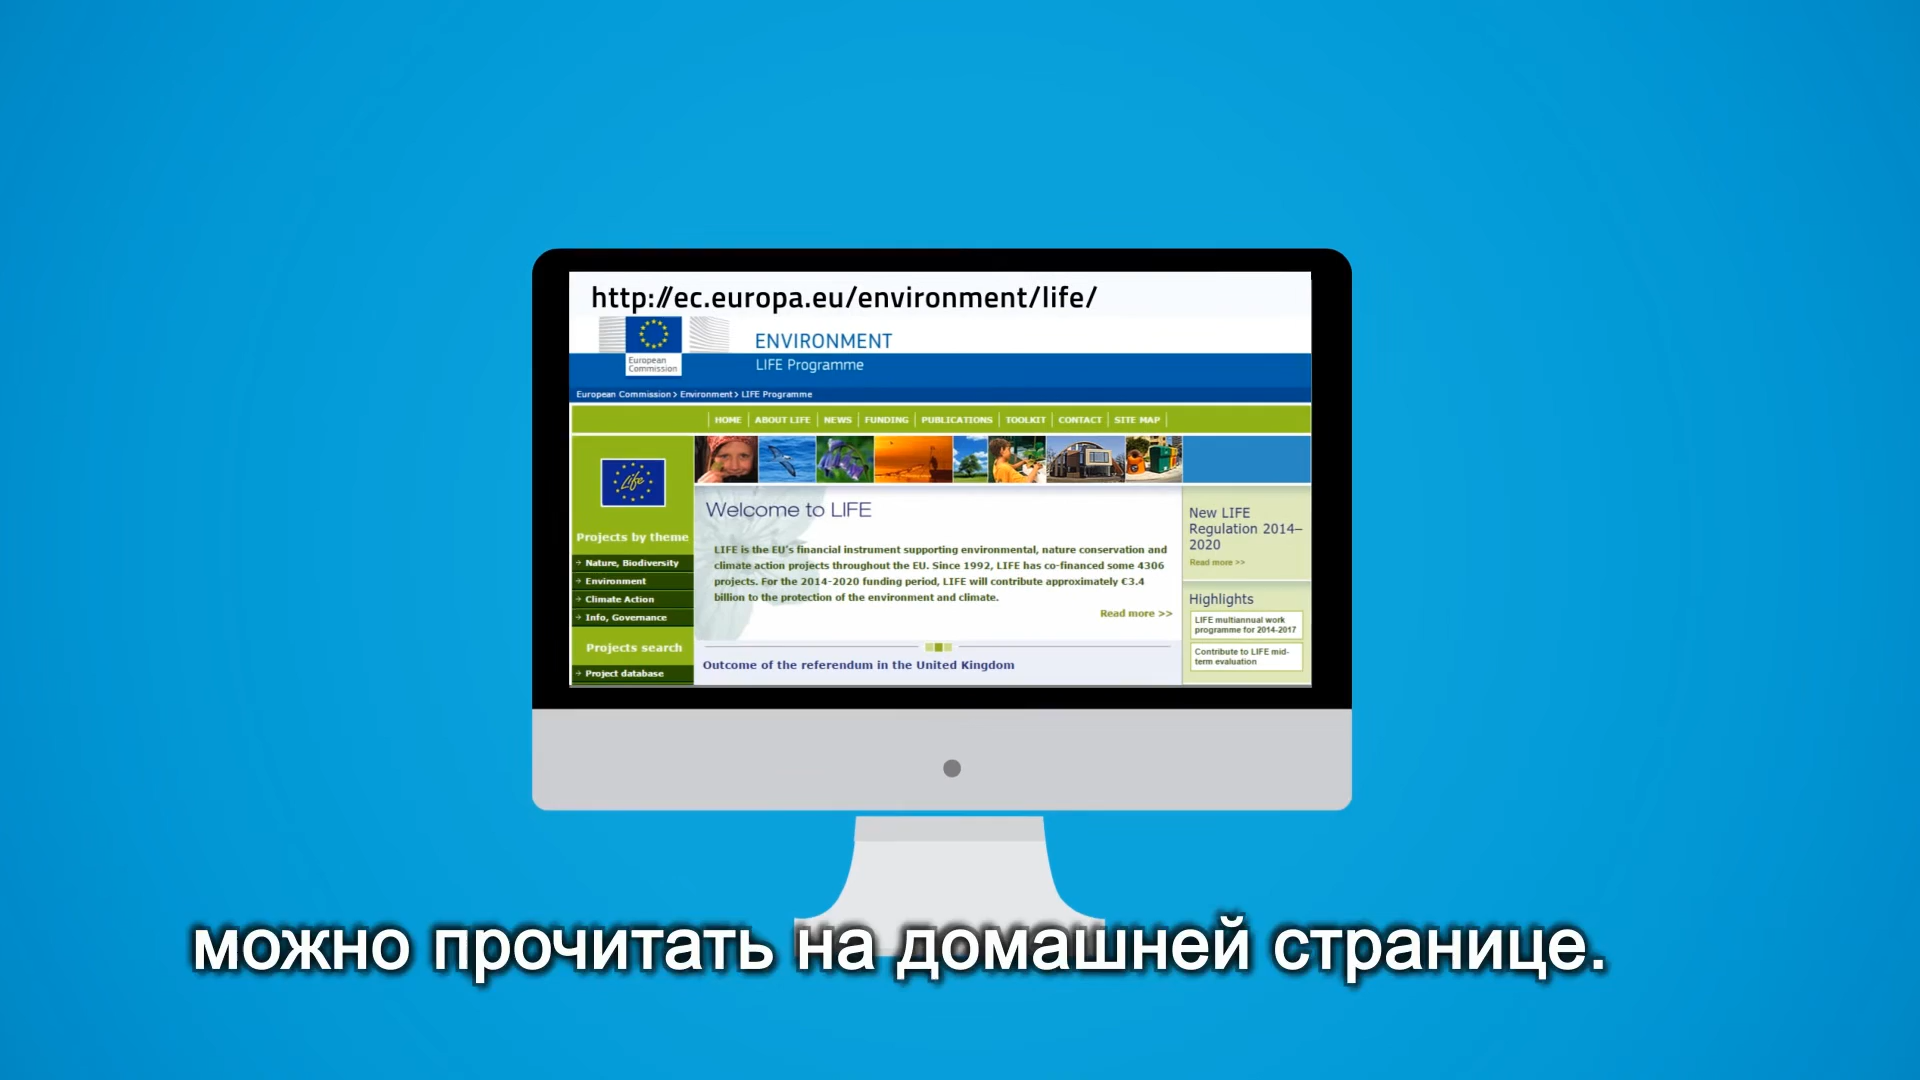 http://ec.europa.eu/environment/life/
European
Commission
ENVIRONMENT
LIFE Programme
European Commission > Environment > LIFE Programme
HOME | ABOUT LIFE | NEWS | FUNDING | PUBLICATIONS | TOOLKIT | CONTACT | SITE MAP |
Life
Projects by theme
Nature, Biodiversity
Environment
Climate Action
Info, Governance
Projects search
Project database
Welcome to LIFE
LIFE is the EU's financial instrument supporting environmental, nature conservation and
climate action projects throughout the EU. Since 1992, LIFE has co-financed some 4306
projects. For the 2014-2020 funding period, LIFE will contribute approximately €3.4
billion to the protection of the environment and climate.
Read more >>
Outcome of the referendum in the United Kingdom
New LIFE
Regulation 2014–
2020
Read more >>
Highlights
LIFE multiannual work
programme for 2014-2017
Contribute to LIFE mid-
term evaluation
можно прочитать на домашней странице.